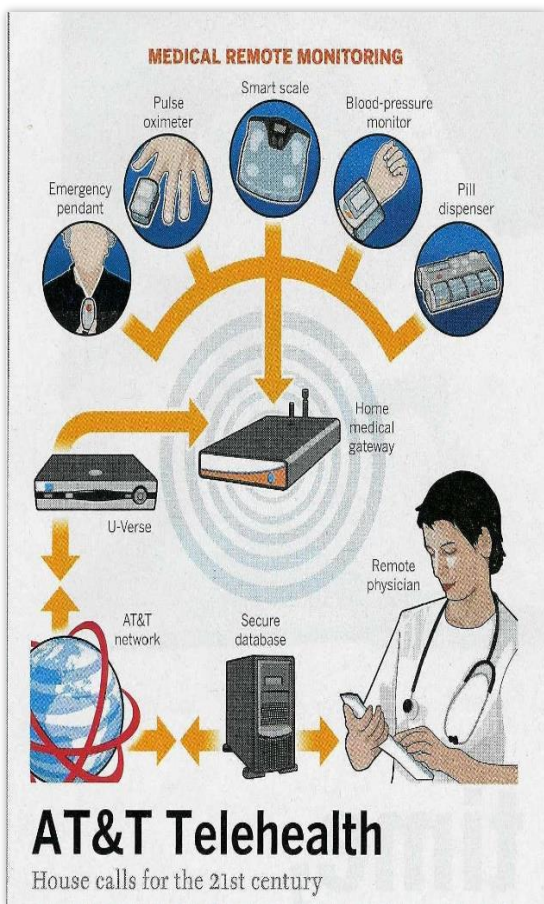 MEDICAL REMOTE MONITORING
Smart scale
Pulse
oximeter
Blood-pressure
monitor
Emergency
pendant
Pill
dispenser
Home
medical
gateway
U-Verse
Remote
physician
AT&T
network
Secure
database
AT&T Telehealth
House calls for the 21st century